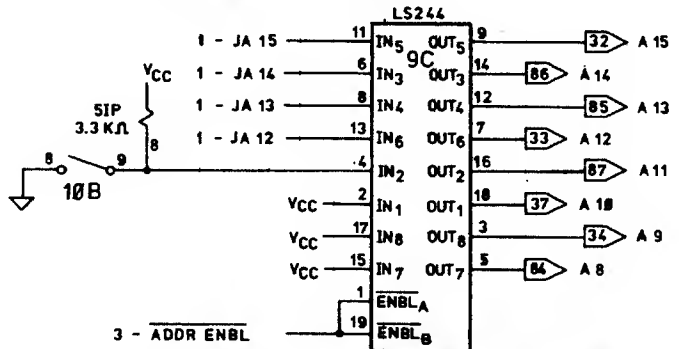 LS244
9C
1 - JA 15 11 IN5 OUT5 9 32 A 15
1 - JA 14 6 IN3 OUT3 14 86 A 14
1 - JA 13 8 IN4 OUT4 12 85 A 13
1 - JA 12 13 IN6 OUT6 7 33 A 12
4 IN2 OUT2 16 87 A 11
VCC 2 IN1 OUT1 18 37 A 10
VCC 17 IN8 OUT8 3 34 A 9
VCC 15 IN7 OUT7 5 84 A 8
1 ENBLA
3 - ADDR ENBL 19 ENBLB
VCC
SIP
3.3 KΩ
8
8 9
10B